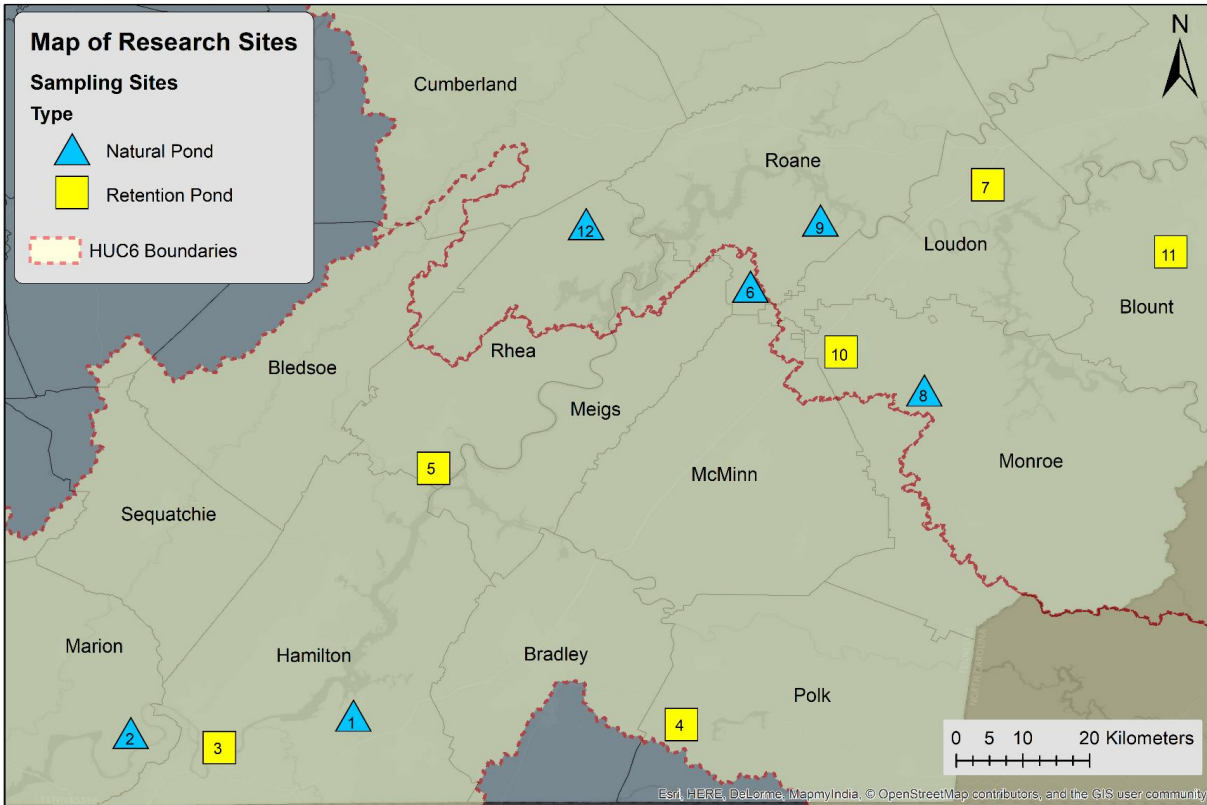 Map of Research Sites
Sampling Sites
Type
Natural Pond
Retention Pond
HUC6 Boundaries
N
Cumberland
Roane
7
12
9
Loudon
11
6
Blount
Rhea
10
Bledsoe
8
Meigs
Monroe
5
McMinn
Sequatchie
Marion
Hamilton
Bradley
Polk
1
4
2
3
0 5 10 20 Kilometers
Esri, HERE, DeLorme, MapmyIndia, © OpenStreetMap contributors, and the GIS user community